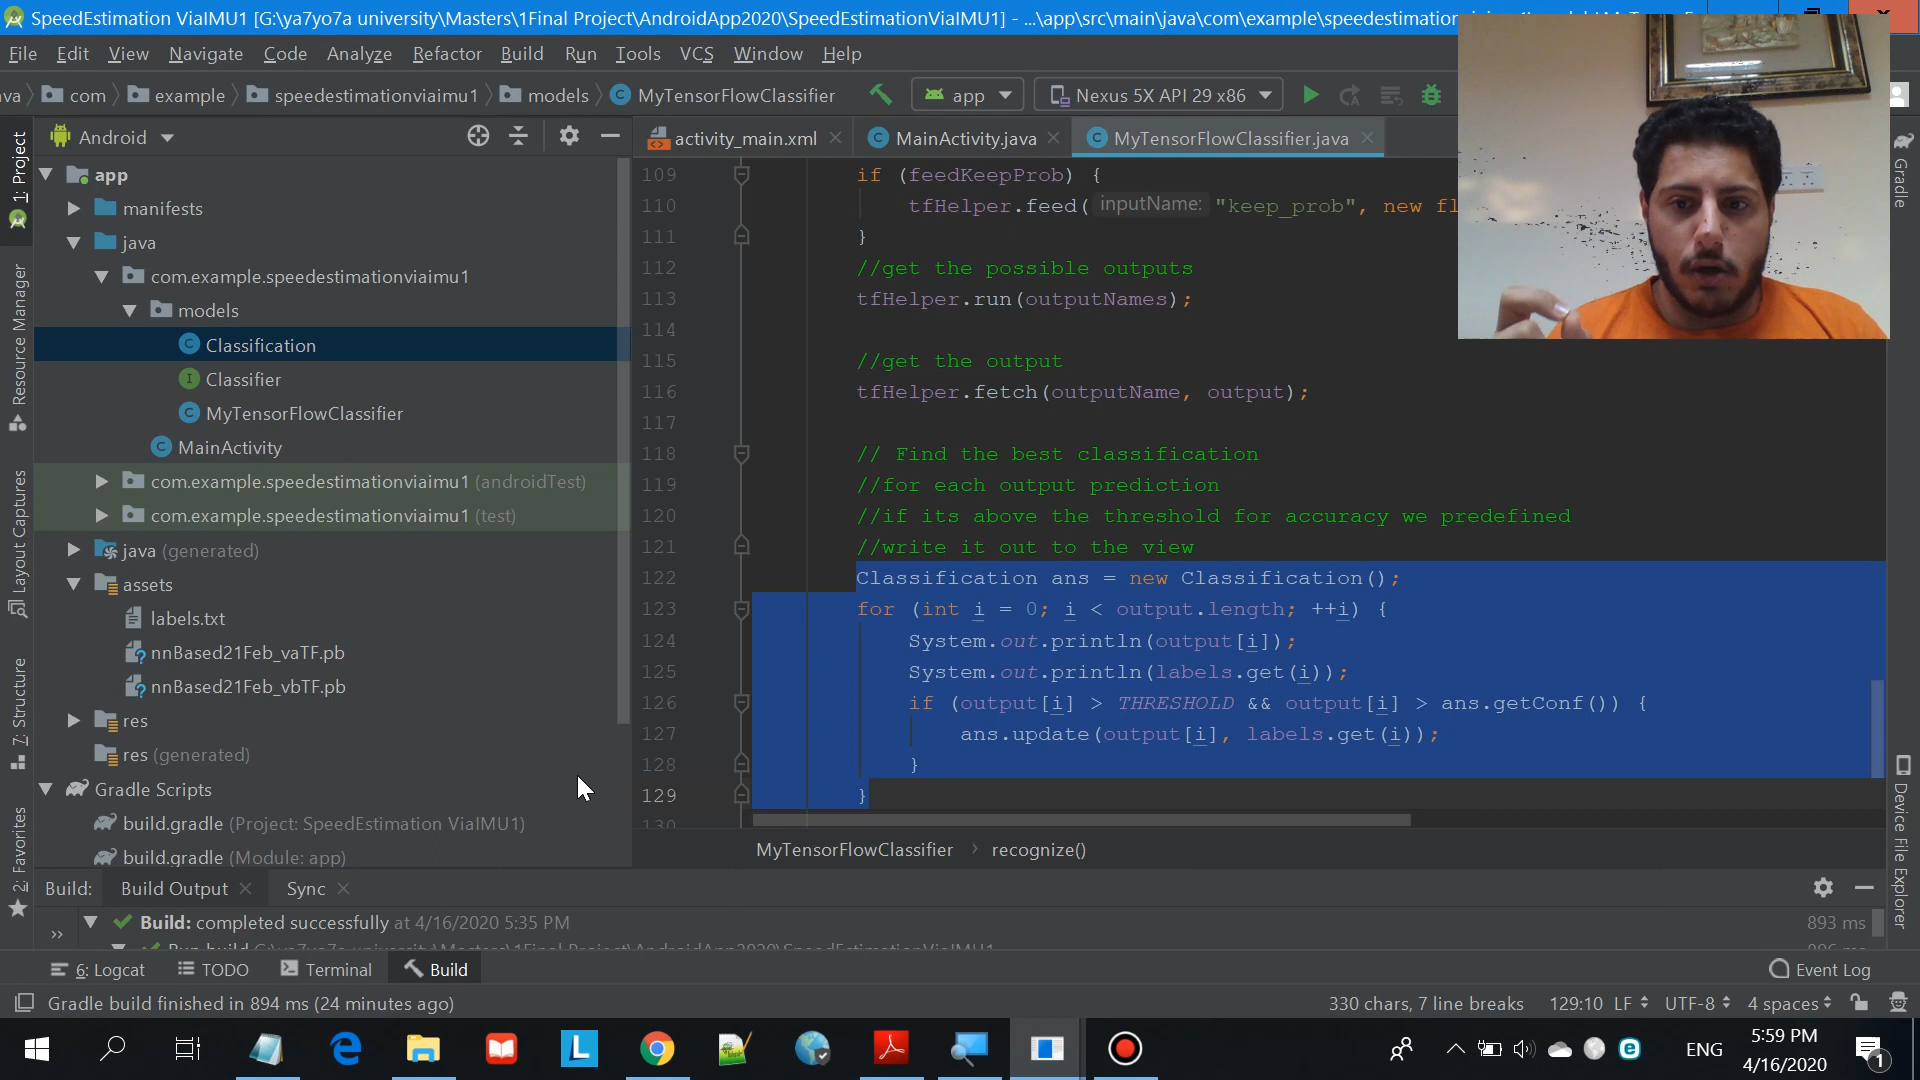 SpeedEstimation ViaIMU1 [G:\ya7yo7a university\Masters\1Final Project\AndroidApp2020\SpeedEstimationViaIMU1] - ...\app\src\main\java\com\example\speedestimation
File Edit View Navigate Code Analyze Refactor Build Run Tools VCS Window Help
va com example speedestimationviaimu1 models MyTensorFlowClassifier app Nexus 5X API 29 x86
Android
activity_main.xml MainActivity.java MyTensorFlowClassifier.java
1: Project
Resource Manager
Layout Captures
7: Structure
2: Favorites
app
manifests
java
com.example.speedestimationviaimu1
models
Classification
Classifier
MyTensorFlowClassifier
MainActivity
com.example.speedestimationviaimu1 (androidTest)
com.example.speedestimationviaimu1 (test)
java (generated)
assets
labels.txt
nnBased21Feb_vaTF.pb
nnBased21Feb_vbTF.pb
res
res (generated)
Gradle Scripts
build.gradle (Project: SpeedEstimation ViaIMU1)
build.gradle (Module: app)
109 if (feedKeepProb) {
110 tfHelper.feed( inputName: "keep_prob", new fl
111 }
112 //get the possible outputs
113 tfHelper.run(outputNames);
114
115 //get the output
116 tfHelper.fetch(outputName, output);
117
118 // Find the best classification
119 //for each output prediction
120 //if its above the threshold for accuracy we predefined
121 //write it out to the view
122 Classification ans = new Classification();
123 for (int i = 0; i < output.length; ++i) {
124 System.out.println(output[i]);
125 System.out.println(labels.get(i));
126 if (output[i] > THRESHOLD && output[i] > ans.getConf()) {
127 ans.update(output[i], labels.get(i));
128 }
129 }
130
MyTensorFlowClassifier recognize()
Gradle
Device File Explorer
Build: Build Output Sync
Build: completed successfully at 4/16/2020 5:35 PM 893 ms
Run build G:\ya7yo7a university\Masters\1Final Project\AndroidApp2020\SpeedEstimationViaIMU1
6: Logcat TODO Terminal Build Event Log
Gradle build finished in 894 ms (24 minutes ago) 330 chars, 7 line breaks 129:10 LF UTF-8 4 spaces
L ENG 5:59 PM
4/16/2020
1